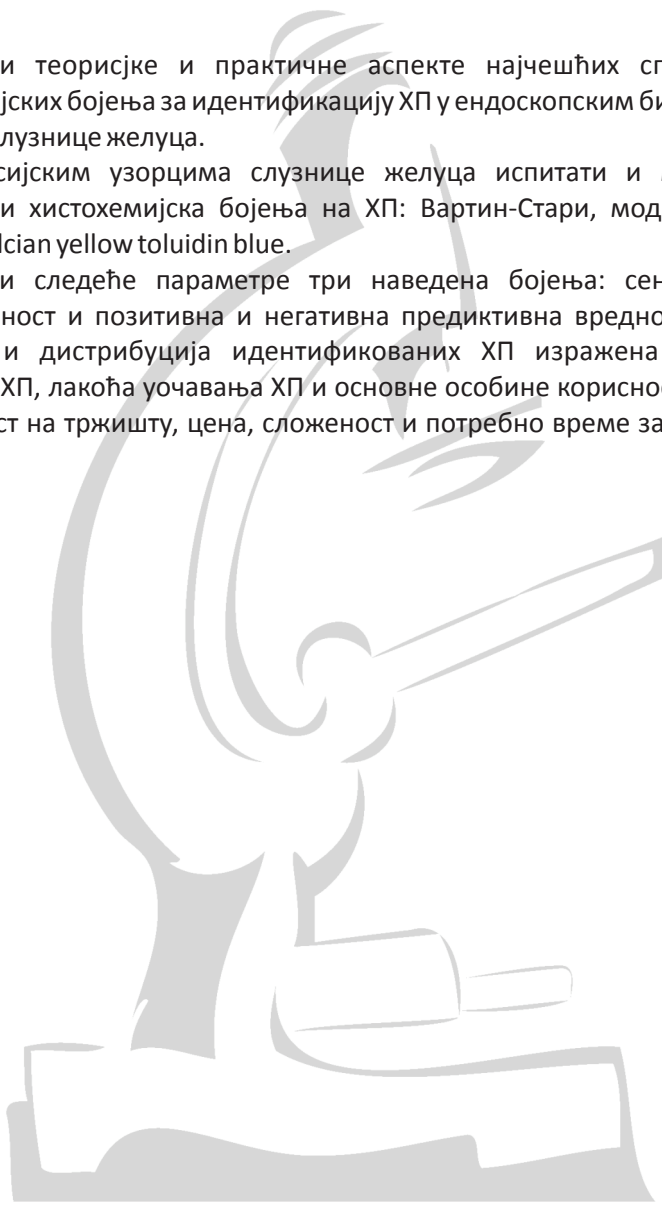 и теорисјке и практичне аспекте најчешћих сп
јских бојења за идентификацију ХП у ендоскопским би
лузнице желуца.
сијским узорцима слузнице желуца испитати и
и хистохемијска бојења на ХП: Вартин-Стари, мод
lcian yellow toluidin blue.
и следеће параметре три наведена бојења: сен
ност и позитивна и негативна предиктивна вредно
и дистрибуција идентификованих ХП изражена
ХП, лакоћа уочавања ХП и основне особине корисно
ст на тржишту, цена, сложеност и потребно време за